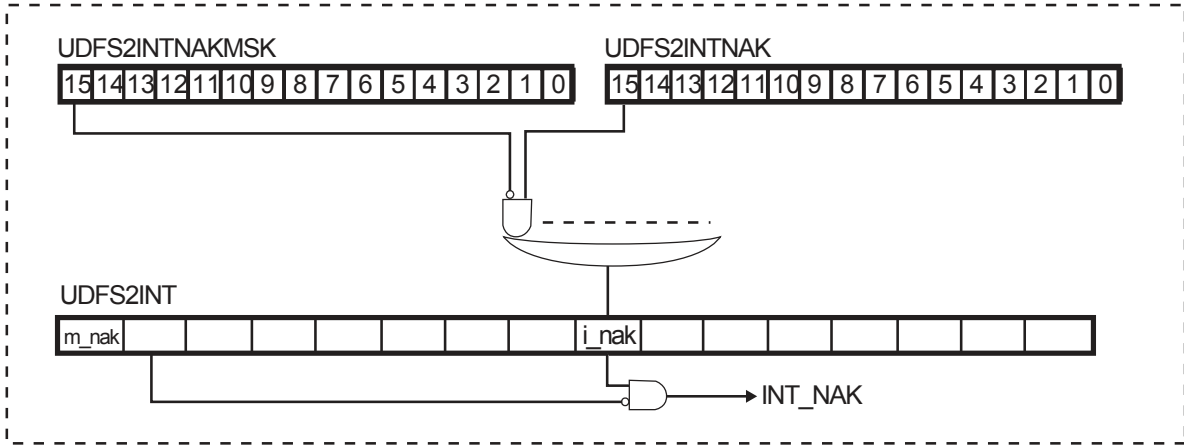 UDFS2INTNAKMSK
UDFS2INTNAK
15 14 13 12 11 10 9 8 7 6 5 4 3 2 1 0
15 14 13 12 11 10 9 8 7 6 5 4 3 2 1 0
UDFS2INT
m_nak
i_nak
INT_NAK